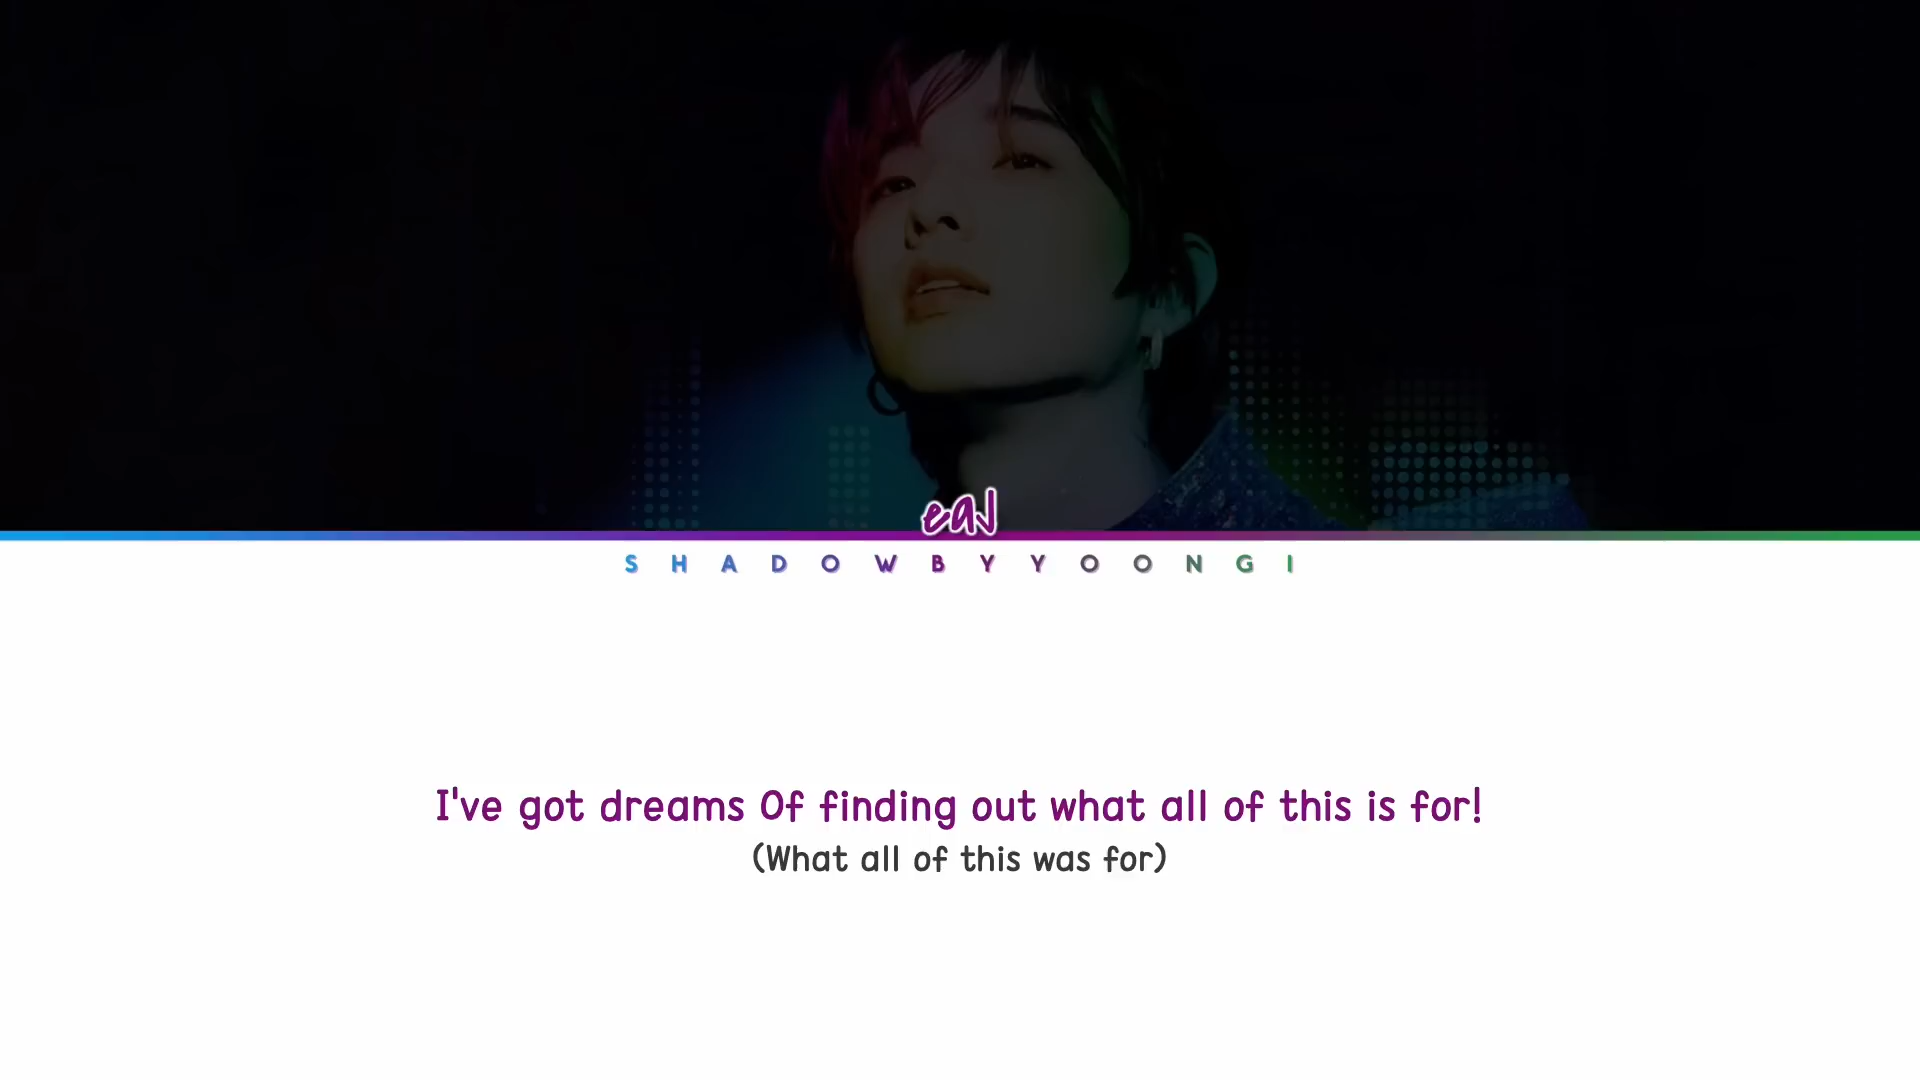 eaJ
SHADOWBYYOONGI
I've got dreams Of finding out what all of this is for!
(What all of this was for)